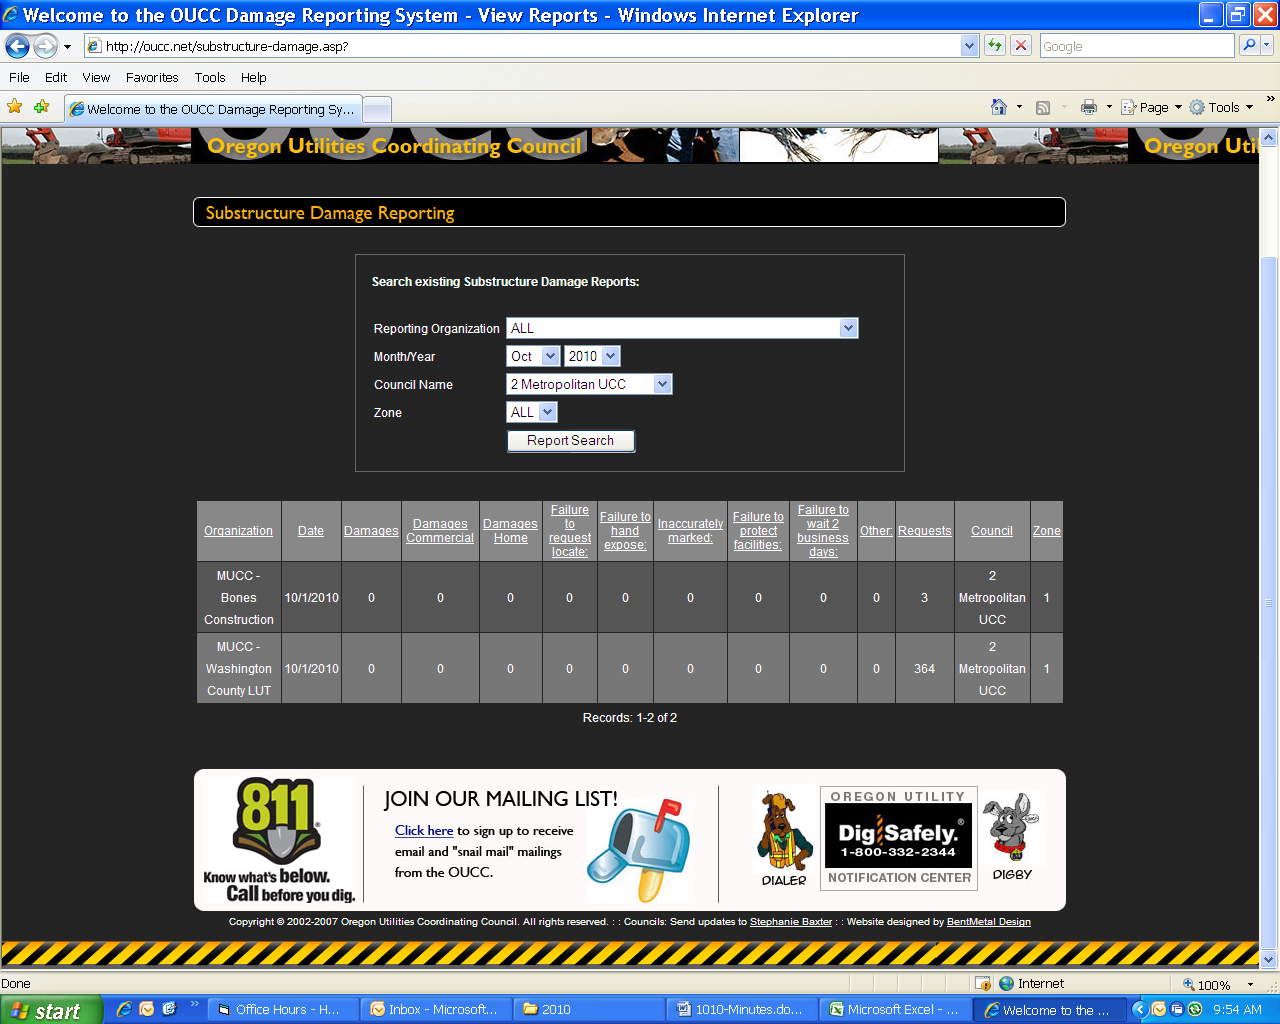 Welcome to the OUCC Damage Reporting System - View Reports - Windows Internet Explorer
http://oucc.net/substructure-damage.asp?
Google
File Edit View Favorites Tools Help
Welcome to the OUCC Damage Reporting Sy...
Page Tools
Oregon Utilities Coordinating Council
Oregon Util
Substructure Damage Reporting
Search existing Substructure Damage Reports:
Reporting Organization ALL
Month/Year Oct 2010
Council Name 2 Metropolitan UCC
Zone ALL
Report Search
Organization Date Damages Damages Commercial Damages Home Failure to request locate: Failure to hand expose: Inaccurately marked: Failure to protect facilities: Failure to wait 2 business days: Other: Requests Council Zone
MUCC - Bones Construction 10/1/2010 0 0 0 0 0 0 0 0 0 3 2 Metropolitan UCC 1
MUCC - Washington County LUT 10/1/2010 0 0 0 0 0 0 0 0 0 364 2 Metropolitan UCC 1
Records: 1-2 of 2
811
Know what's below.
Call before you dig.
JOIN OUR MAILING LIST!
Click here to sign up to receive
email and "snail mail" mailings
from the OUCC.
DIALER
OREGON UTILITY
Dig Safely.®
1-800-332-2344
NOTIFICATION CENTER
DIGBY
Copyright © 2002-2007 Oregon Utilities Coordinating Council. All rights reserved. : : Councils: Send updates to Stephanie Baxter : : Website designed by BentMetal Design
Done Internet 100%
start Office Hours - H... Inbox - Microsoft... 2010 1010-Minutes.do... Microsoft Excel - ... Welcome to the ... 9:54 AM